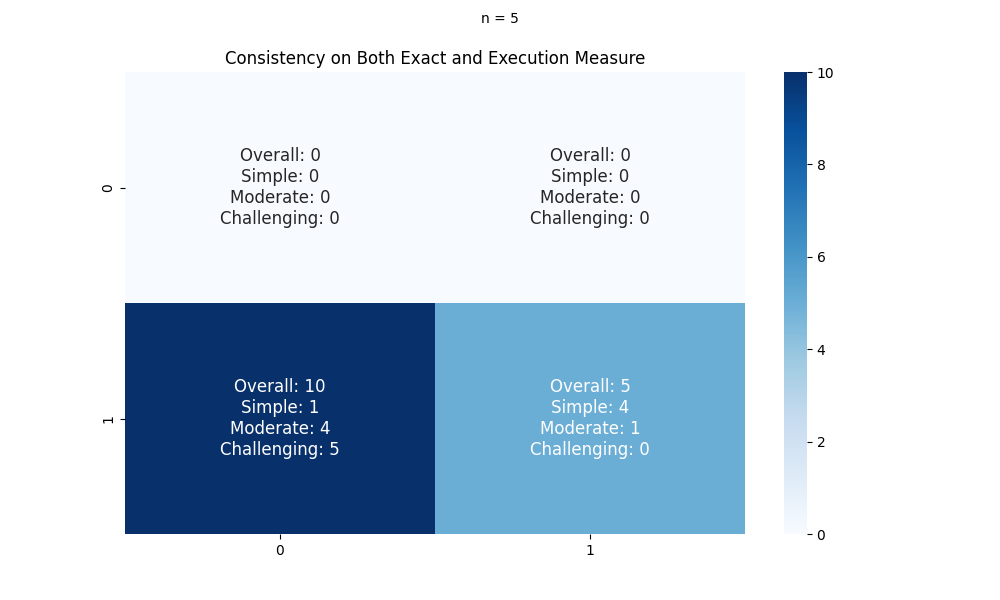 n = 5
Consistency on Both Exact and Execution Measure
Overall: 0
Simple: 0
Moderate: 0
Challenging: 0
Overall: 0
Simple: 0
Moderate: 0
Challenging: 0
Overall: 10
Simple: 1
Moderate: 4
Challenging: 5
Overall: 5
Simple: 4
Moderate: 1
Challenging: 0
0
1
0
1
10
8
6
4
2
0